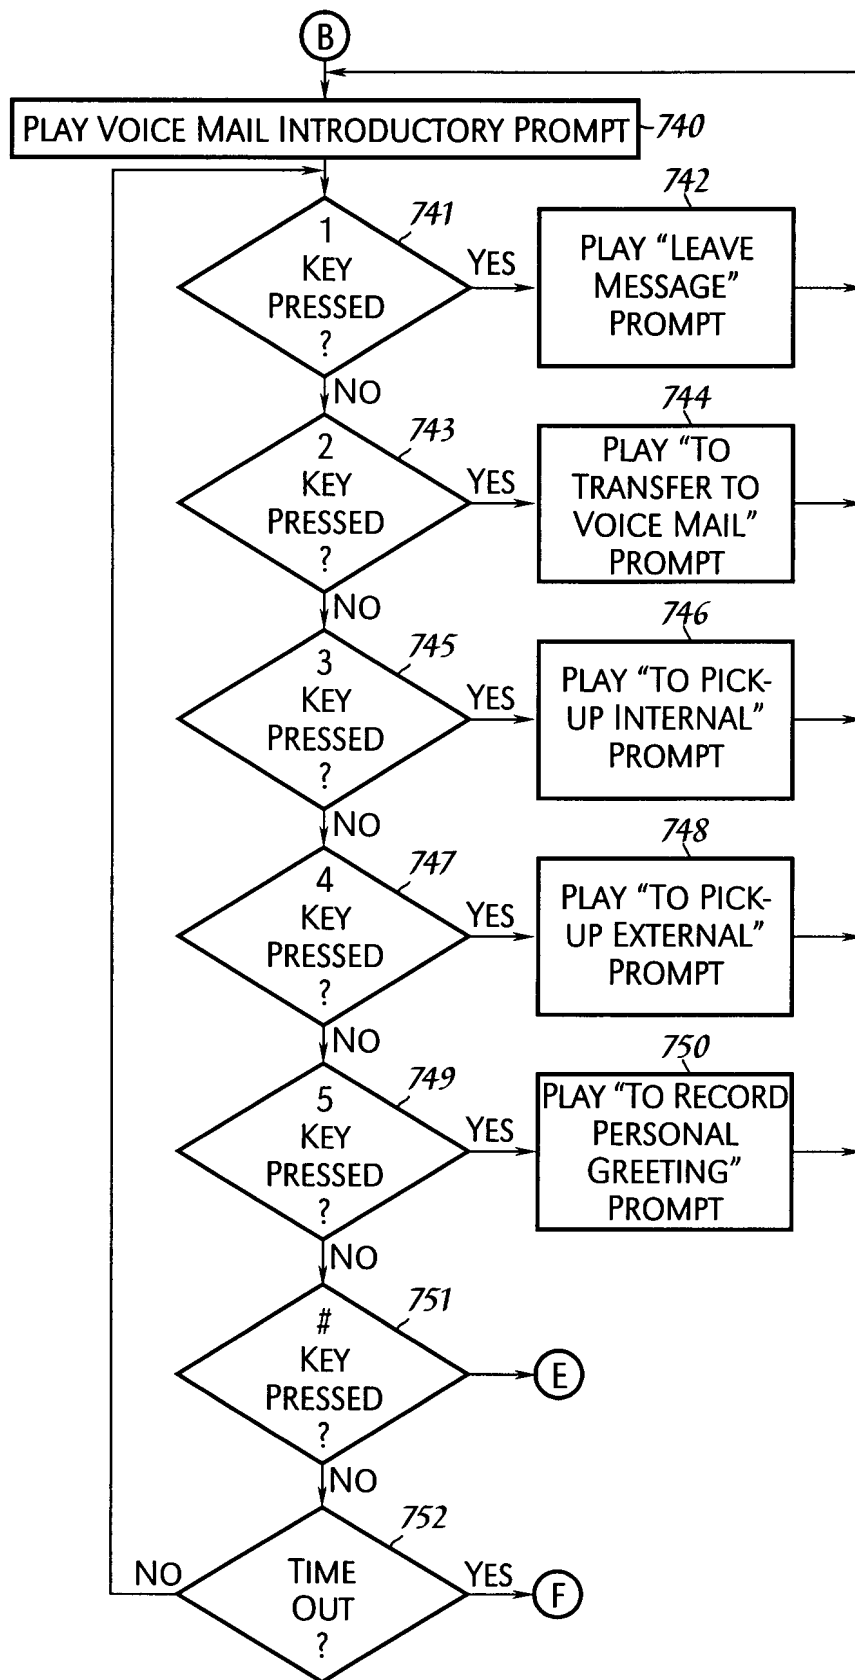 B
PLAY VOICE MAIL INTRODUCTORY PROMPT
740
1
KEY
PRESSED
?
741
YES
742
PLAY “LEAVE
MESSAGE”
PROMPT
NO
2
KEY
PRESSED
?
743
YES
744
PLAY “TO
TRANSFER TO
VOICE MAIL”
PROMPT
NO
3
KEY
PRESSED
?
745
YES
746
PLAY “TO PICK-
UP INTERNAL”
PROMPT
NO
4
KEY
PRESSED
?
747
YES
748
PLAY “TO PICK-
UP EXTERNAL”
PROMPT
NO
5
KEY
PRESSED
?
749
YES
750
PLAY “TO RECORD
PERSONAL
GREETING”
PROMPT
NO
#
KEY
PRESSED
?
751
E
NO
TIME
OUT
?
752
NO
YES
F